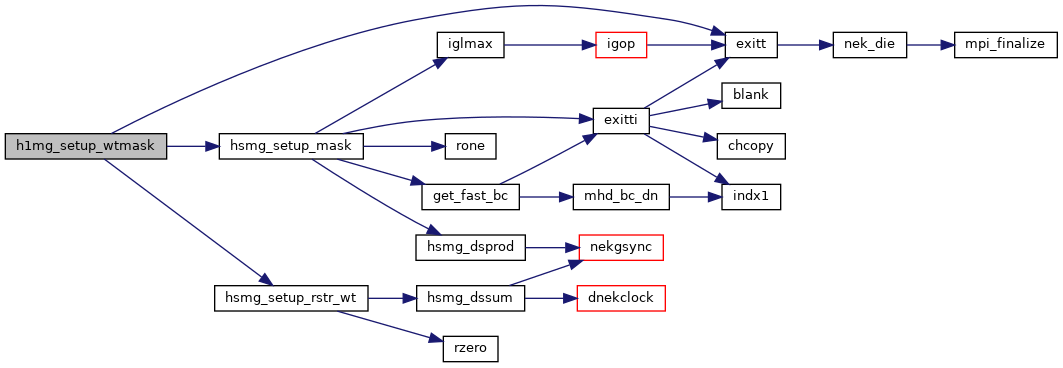 h1mg_setup_wtmask
hsmg_setup_mask
iglmax
igop
exitt
nek_die
mpi_finalize
exitti
blank
chcopy
indx1
rone
get_fast_bc
mhd_bc_dn
hsmg_dsprod
nekgsync
hsmg_setup_rstr_wt
hsmg_dssum
dnekclock
rzero